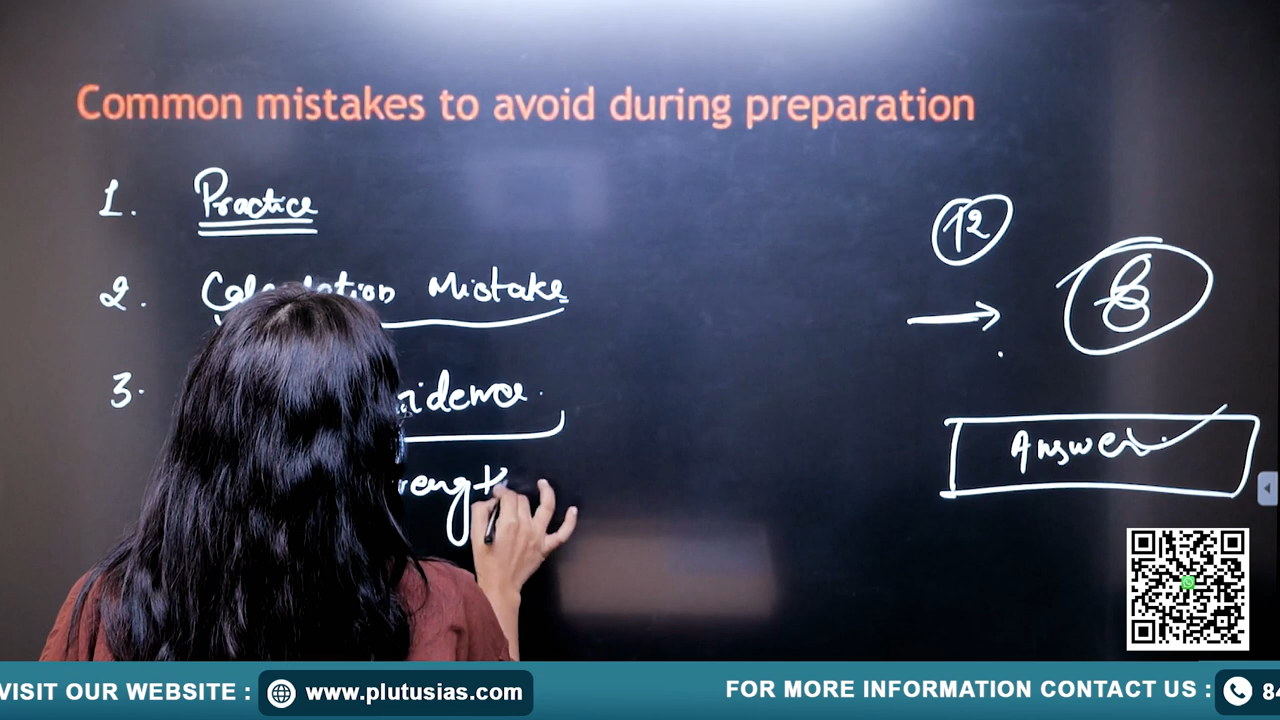 Common mistakes to avoid during preparation
1. Practice
2. Calculation Mistake
3.
12
8
Answer
VISIT OUR WEBSITE : www.plutusias.com
FOR MORE INFORMATION CONTACT US : 84